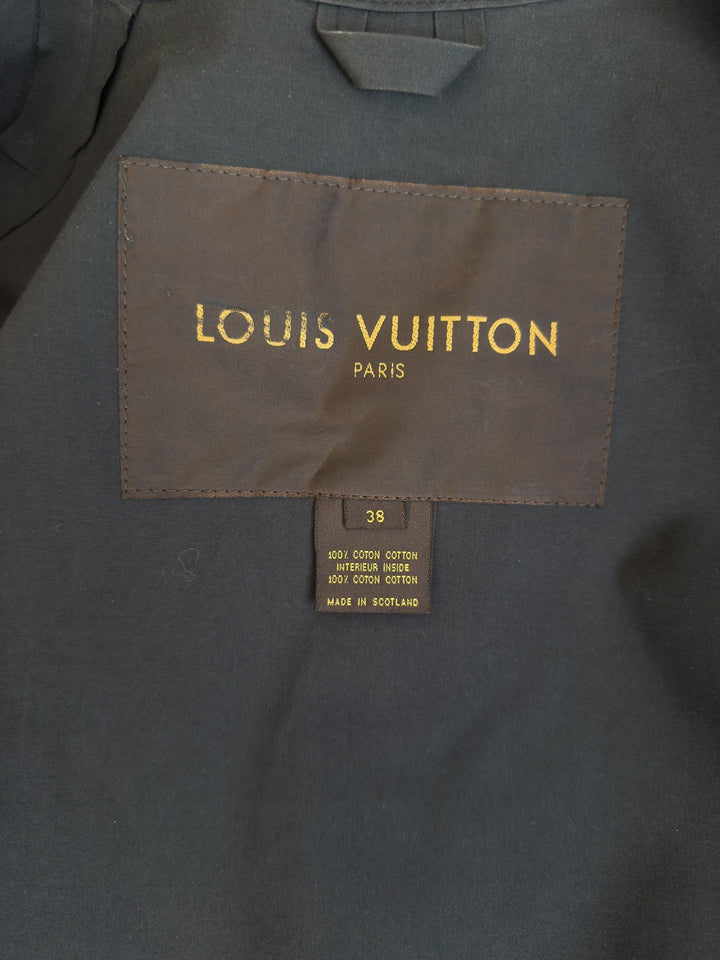 LOUIS VUITTON
PARIS
38
100% COTON COTTON
INTERIEUR INSIDE
100% COTON COTTON
MADE IN SCOTLAND